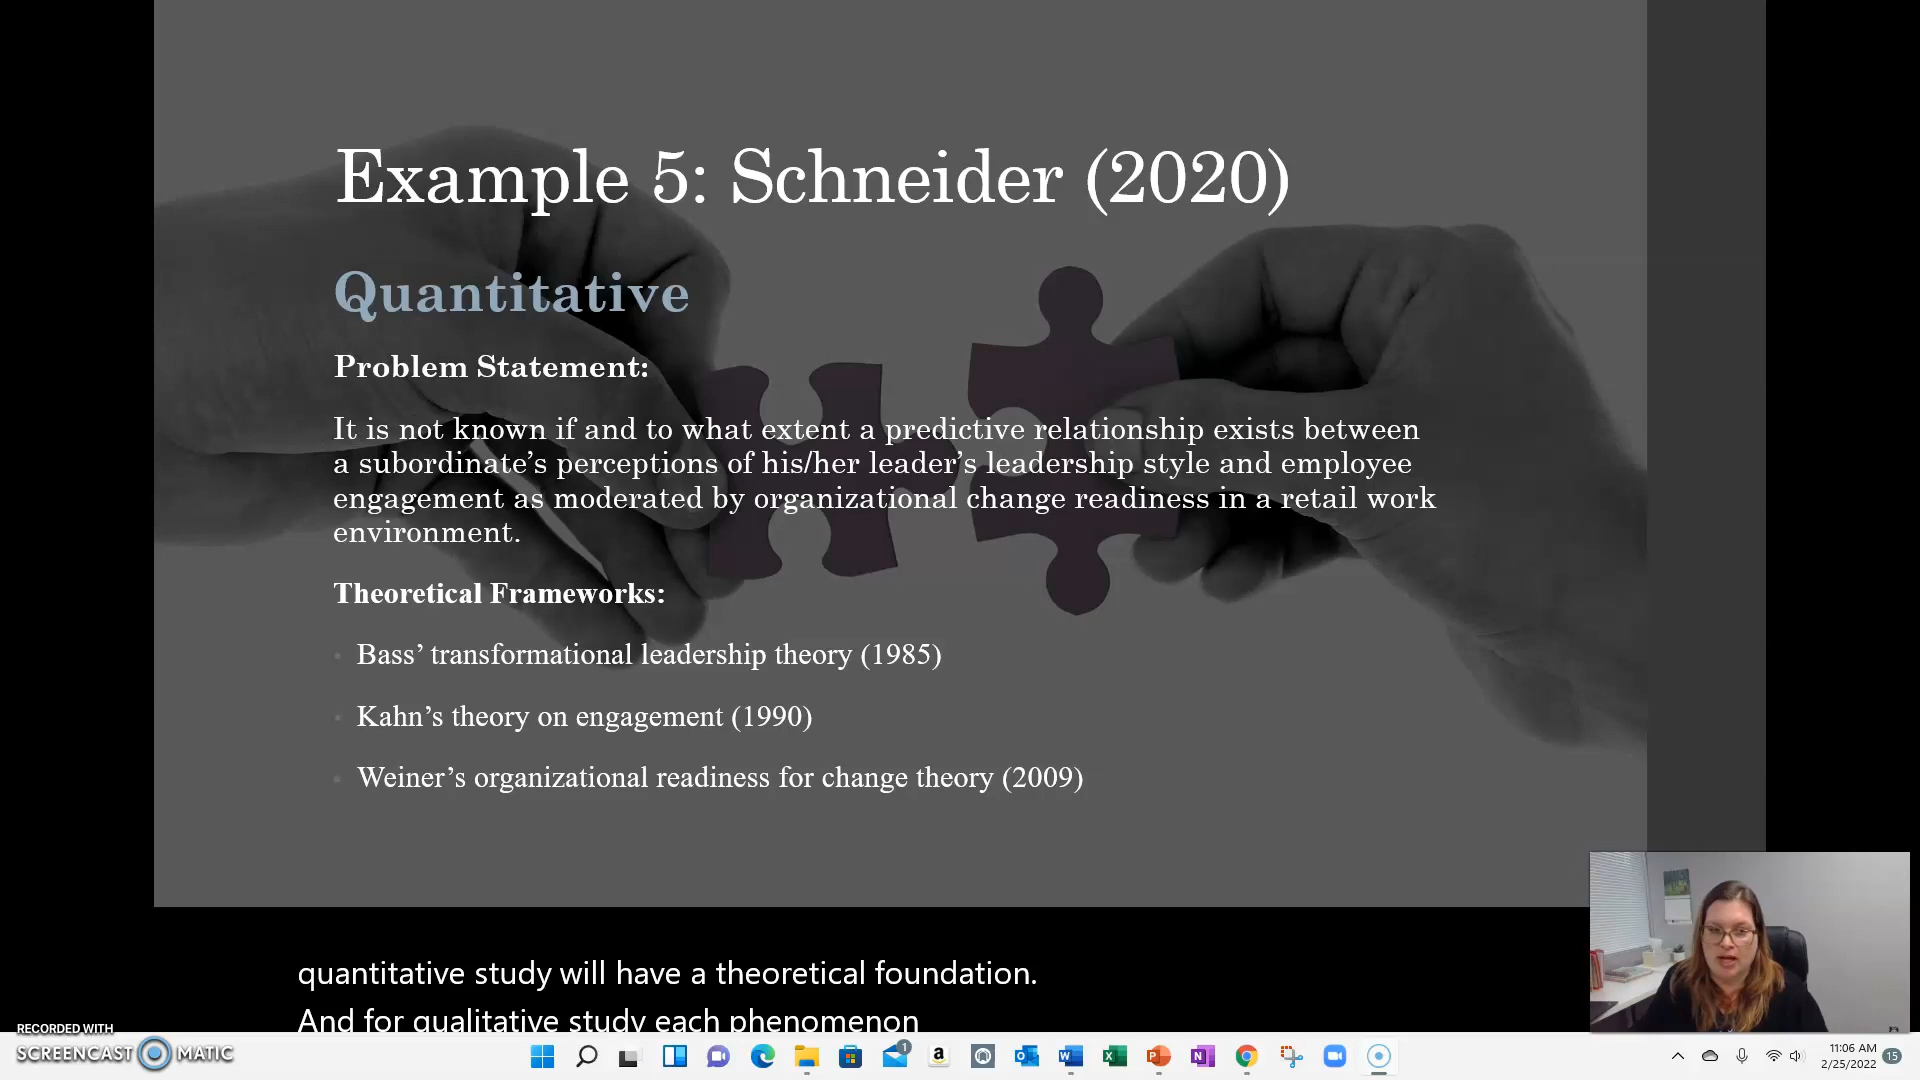 Example 5: Schneider (2020)
Quantitative
Problem Statement:
It is not known if and to what extent a predictive relationship exists between
a subordinate’s perceptions of his/her leader’s leadership style and employee
engagement as moderated by organizational change readiness in a retail work
environment.
Theoretical Frameworks:
Bass’ transformational leadership theory (1985)
Kahn’s theory on engagement (1990)
Weiner’s organizational readiness for change theory (2009)
quantitative study will have a theoretical foundation.
And for qualitative study each phenomenon
RECORDED WITH
SCREENCAST MATIC
1
a
11:06 AM
2/25/2022
15